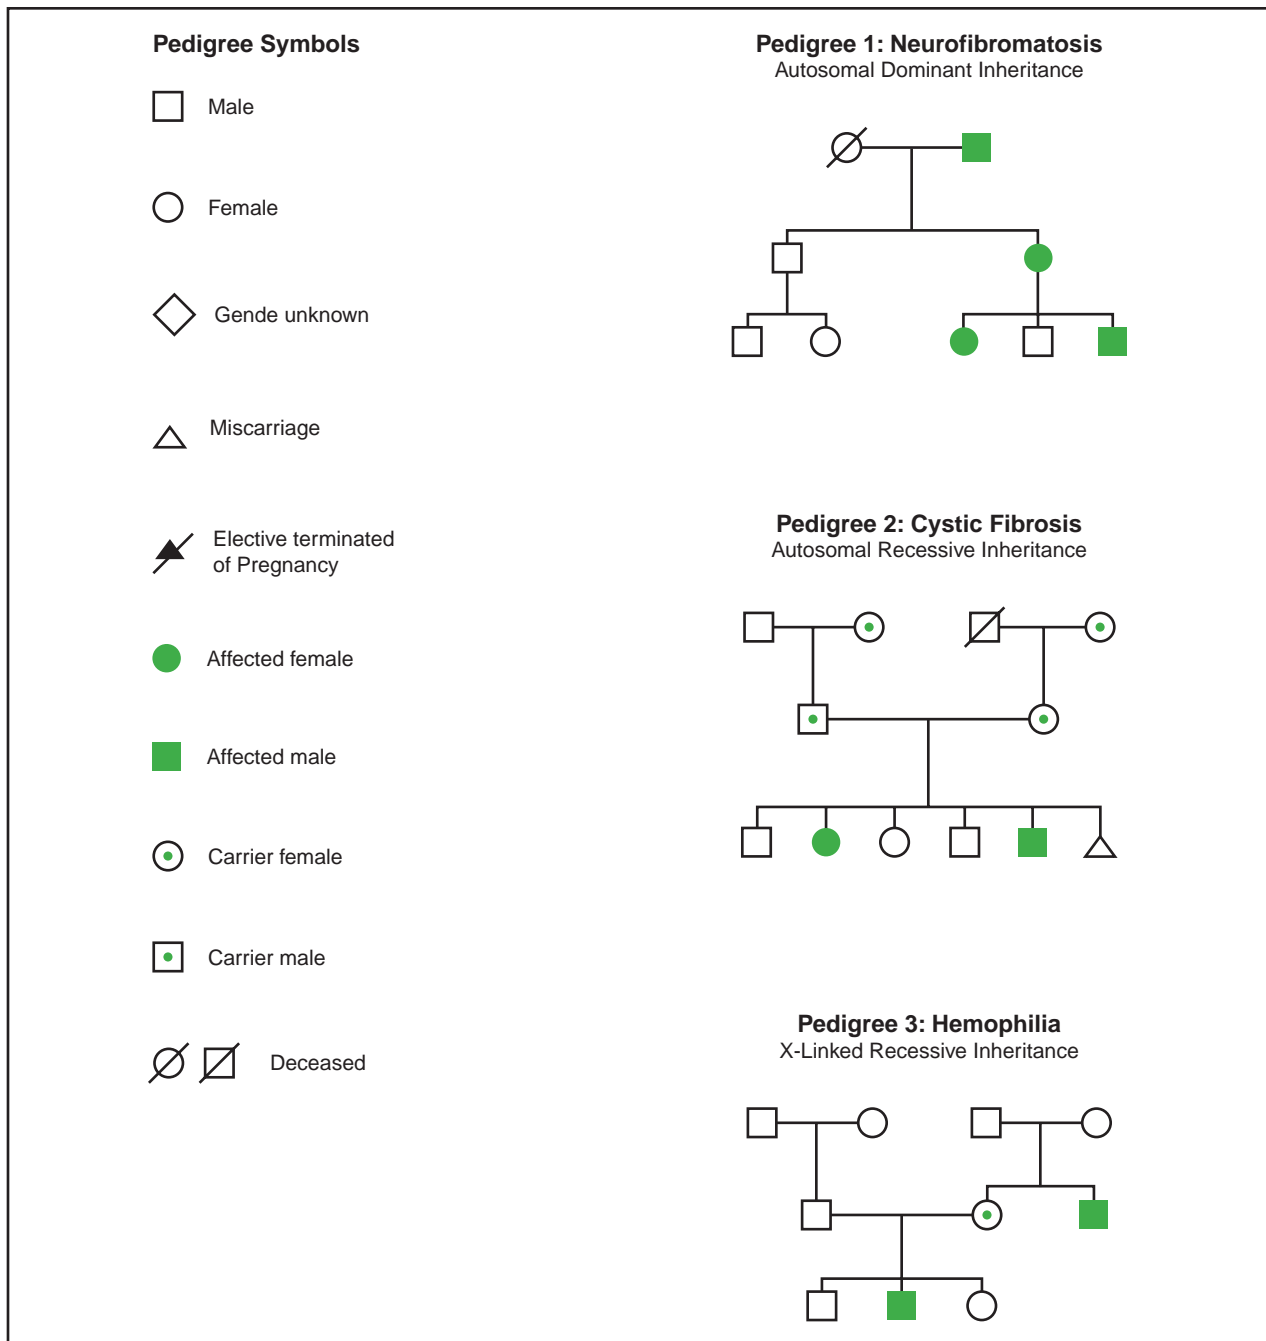 Pedigree Symbols
Male
Female
Gende unknown
Miscarriage
Elective terminated
of Pregnancy
Affected female
Affected male
Carrier female
Carrier male
Deceased
Pedigree 1: Neurofibromatosis
Autosomal Dominant Inheritance
Pedigree 2: Cystic Fibrosis
Autosomal Recessive Inheritance
Pedigree 3: Hemophilia
X-Linked Recessive Inheritance